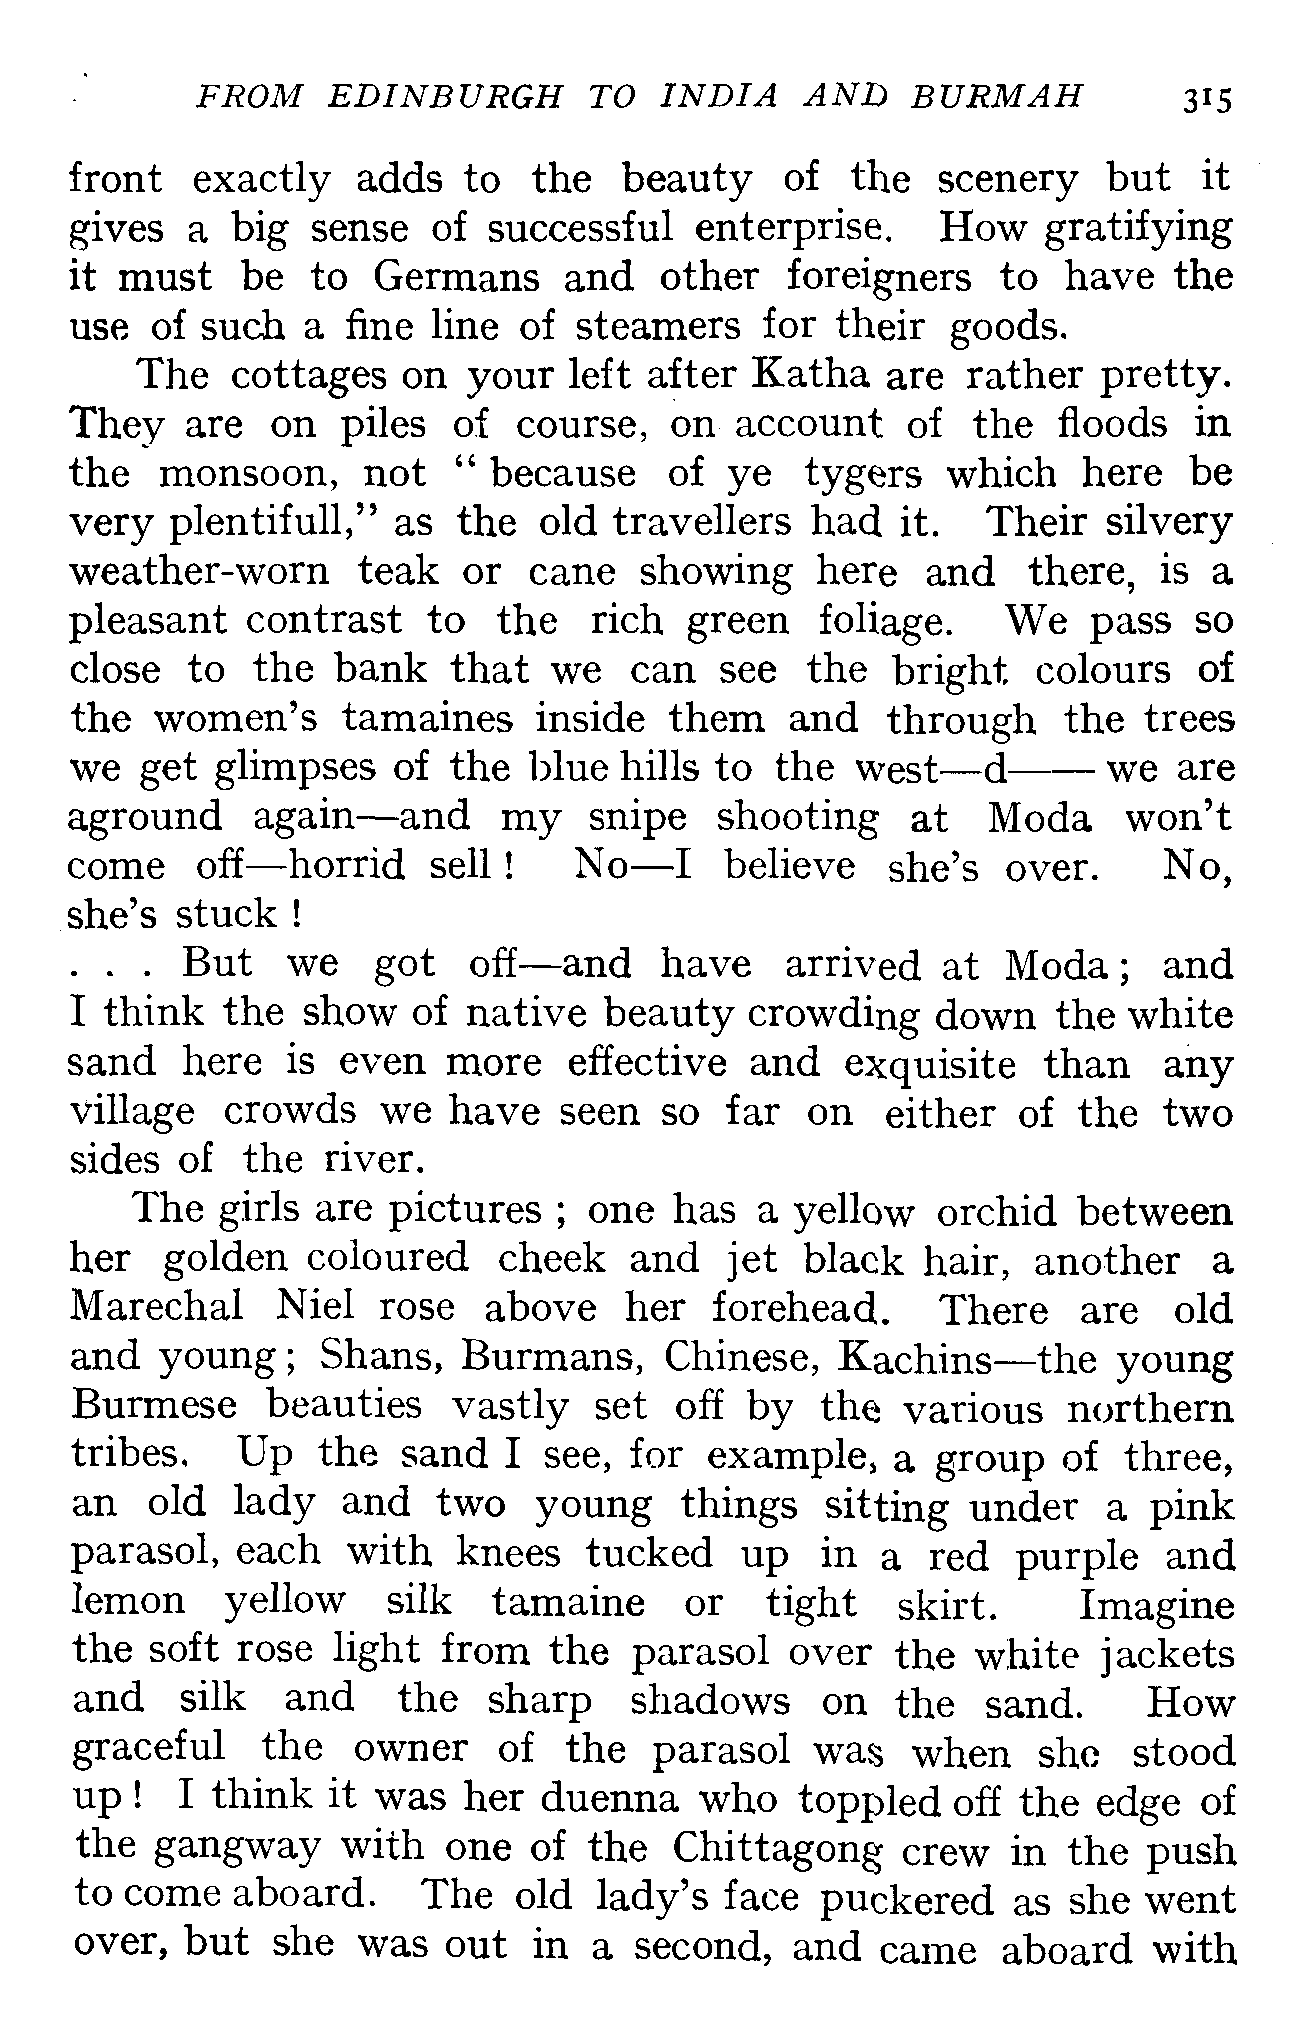 FROM EDINBURGH TO INDIA AND BURMAH 315
front exactly adds to the beauty of the scenery but it
gives a big sense of successful enterprise. How gratifying
it must be to Germans and other foreigners to have the
use of such a fine line of steamers for their goods.
The cottages on your left after Katha are rather pretty.
They are on piles of course, on account of the floods in
the monsoon, not “ because of ye tygers which here be
very plentifull,” as the old travellers had it. Their silvery
weather-worn teak or cane showing here and there, is a
pleasant contrast to the rich green foliage. We pass so
close to the bank that we can see the bright colours of
the women’s tamaines inside them and through the trees
we get glimpses of the blue hills to the west—d—— we are
aground again—and my snipe shooting at Moda won’t
come off—horrid sell ! No—I believe she’s over. No,
she’s stuck !
. . . But we got off—and have arrived at Moda ; and
I think the show of native beauty crowding down the white
sand here is even more effective and exquisite than any
village crowds we have seen so far on either of the two
sides of the river.
The girls are pictures ; one has a yellow orchid between
her golden coloured cheek and jet black hair, another a
Marechal Niel rose above her forehead. There are old
and young ; Shans, Burmans, Chinese, Kachins—the young
Burmese beauties vastly set off by the various northern
tribes. Up the sand I see, for example, a group of three,
an old lady and two young things sitting under a pink
parasol, each with knees tucked up in a red purple and
lemon yellow silk tamaine or tight skirt. Imagine
the soft rose light from the parasol over the white jackets
and silk and the sharp shadows on the sand. How
graceful the owner of the parasol was when she stood
up ! I think it was her duenna who toppled off the edge of
the gangway with one of the Chittagong crew in the push
to come aboard. The old lady’s face puckered as she went
over, but she was out in a second, and came aboard with